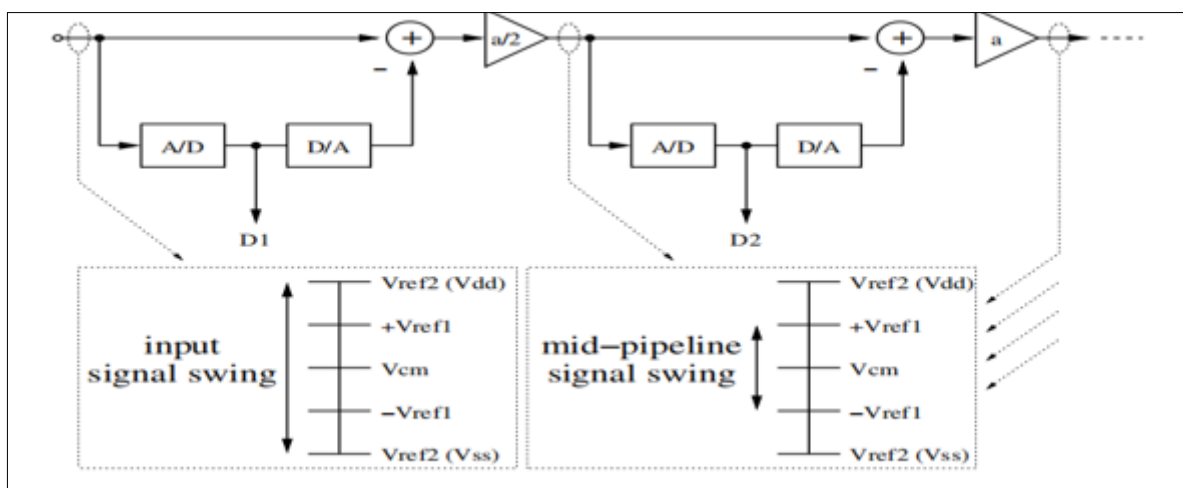 + a/2 + a
- -
A/D D/A A/D D/A
D1 D2
Vref2 (Vdd)
+Vref1
input
signal swing
Vcm
−Vref1
Vref2 (Vss)
Vref2 (Vdd)
+Vref1
mid−pipeline
signal swing
Vcm
−Vref1
Vref2 (Vss)